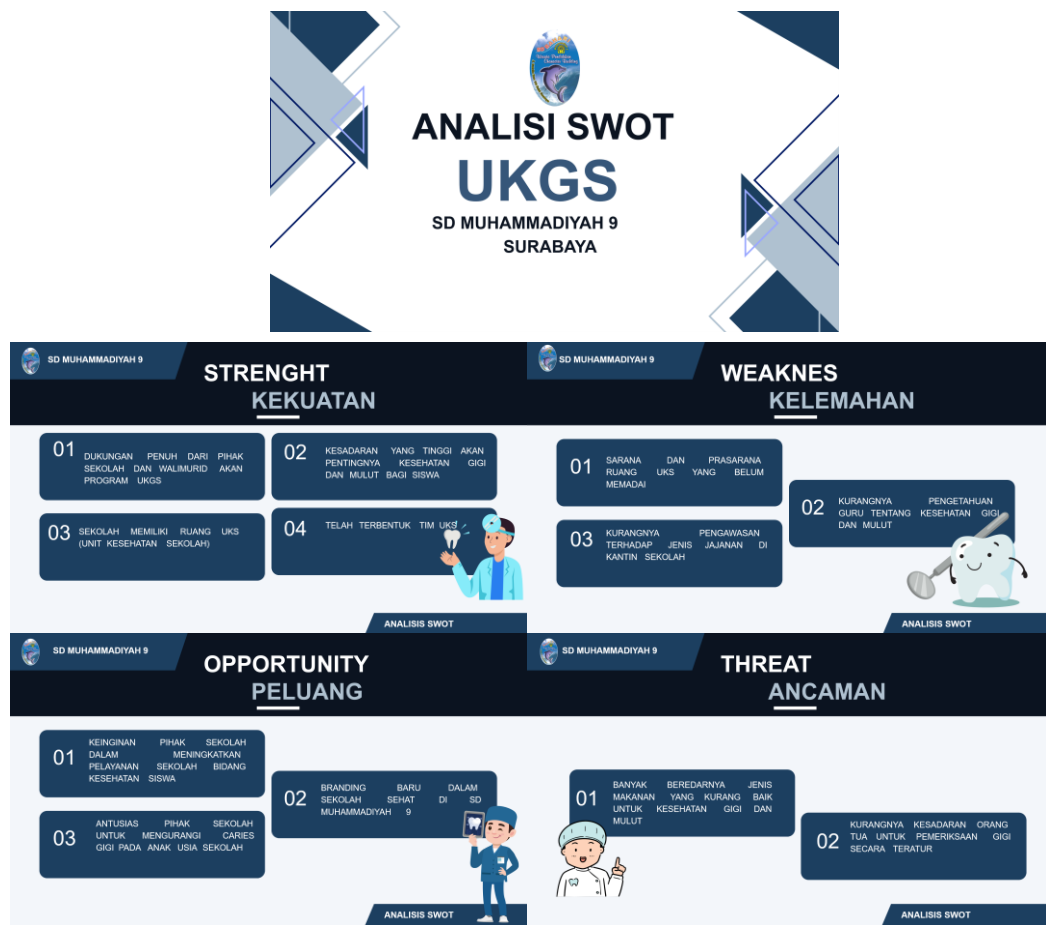 ANALISI SWOT
UKGS
SD MUHAMMADIYAH 9
SURABAYA
SD MUHAMMADIYAH 9
STRENGHT
KEKUATAN
01
DUKUNGAN PENUH DARI PIHAK
SEKOLAH DAN WALIMURID AKAN
PROGRAM UKGS
02
KESADARAN YANG TINGGI AKAN
PENTINGNYA KESEHATAN GIGI
DAN MULUT BAGI SISWA
03
SEKOLAH MEMILIKI RUANG UKS
(UNIT KESEHATAN SEKOLAH)
04
TELAH TERBENTUK TIM UKS
ANALISIS SWOT
SD MUHAMMADIYAH 9
WEAKNES
KELEMAHAN
01
SARANA DAN PRASARANA
RUANG UKS YANG BELUM
MEMADAI
02
KURANGNYA PENGETAHUAN
GURU TENTANG KESEHATAN GIGI
DAN MULUT
03
KURANGNYA PENGAWASAN
TERHADAP JENIS JAJANAN DI
KANTIN SEKOLAH
ANALISIS SWOT
SD MUHAMMADIYAH 9
OPPORTUNITY
PELUANG
01
KEINGINAN PIHAK SEKOLAH
DALAM MENINGKATKAN
PELAYANAN SEKOLAH BIDANG
KESEHATAN SISWA
02
BRANDING BARU DALAM
SEKOLAH SEHAT DI SD
MUHAMMADIYAH 9
03
ANTUSIAS PIHAK SEKOLAH
UNTUK MENGURANGI CARIES
GIGI PADA ANAK USIA SEKOLAH
ANALISIS SWOT
SD MUHAMMADIYAH 9
THREAT
ANCAMAN
01
BANYAK BEREDARNYA JENIS
MAKANAN YANG KURANG BAIK
UNTUK KESEHATAN GIGI DAN
MULUT
02
KURANGNYA KESADARAN ORANG
TUA UNTUK PEMERIKSAAN GIGI
SECARA TERATUR
ANALISIS SWOT